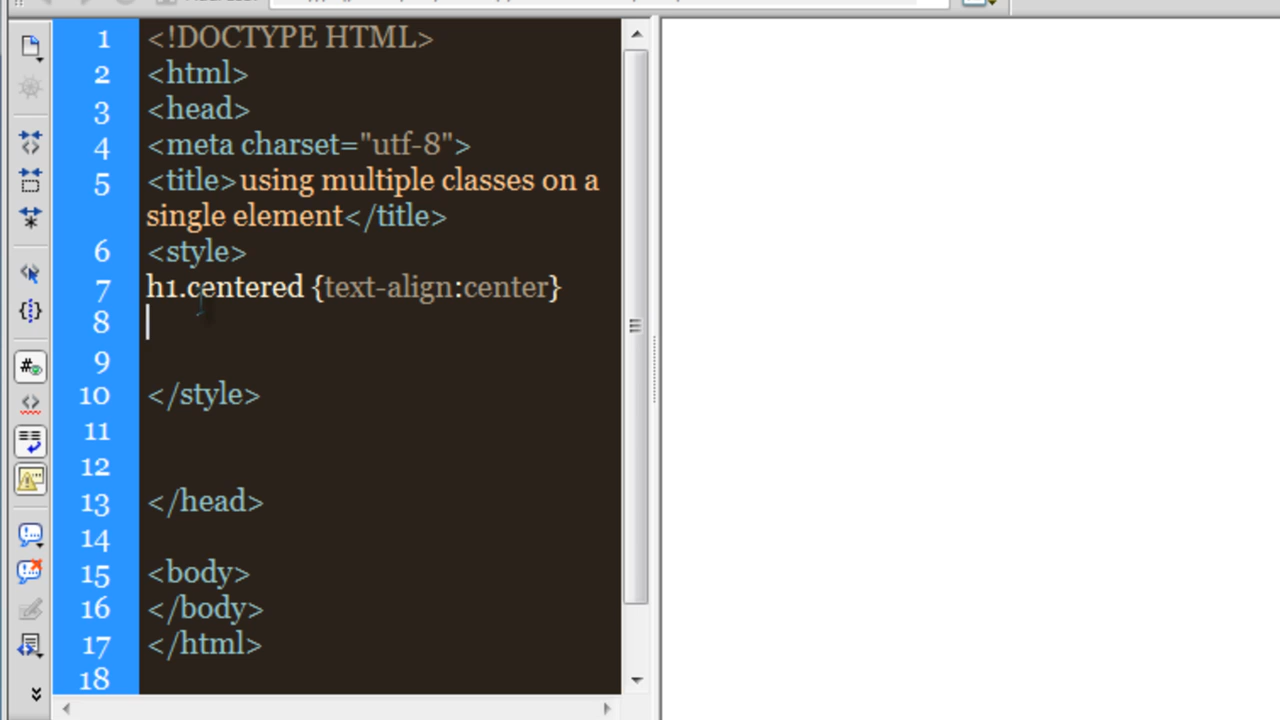 1 <!DOCTYPE HTML>
2 <html>
3 <head>
4 <meta charset="utf-8">
5 <title>using multiple classes on a
single element</title>
6 <style>
7 h1.centered {text-align:center}
8
9
10 </style>
11
12
13 </head>
14
15 <body>
16 </body>
17 </html>
18